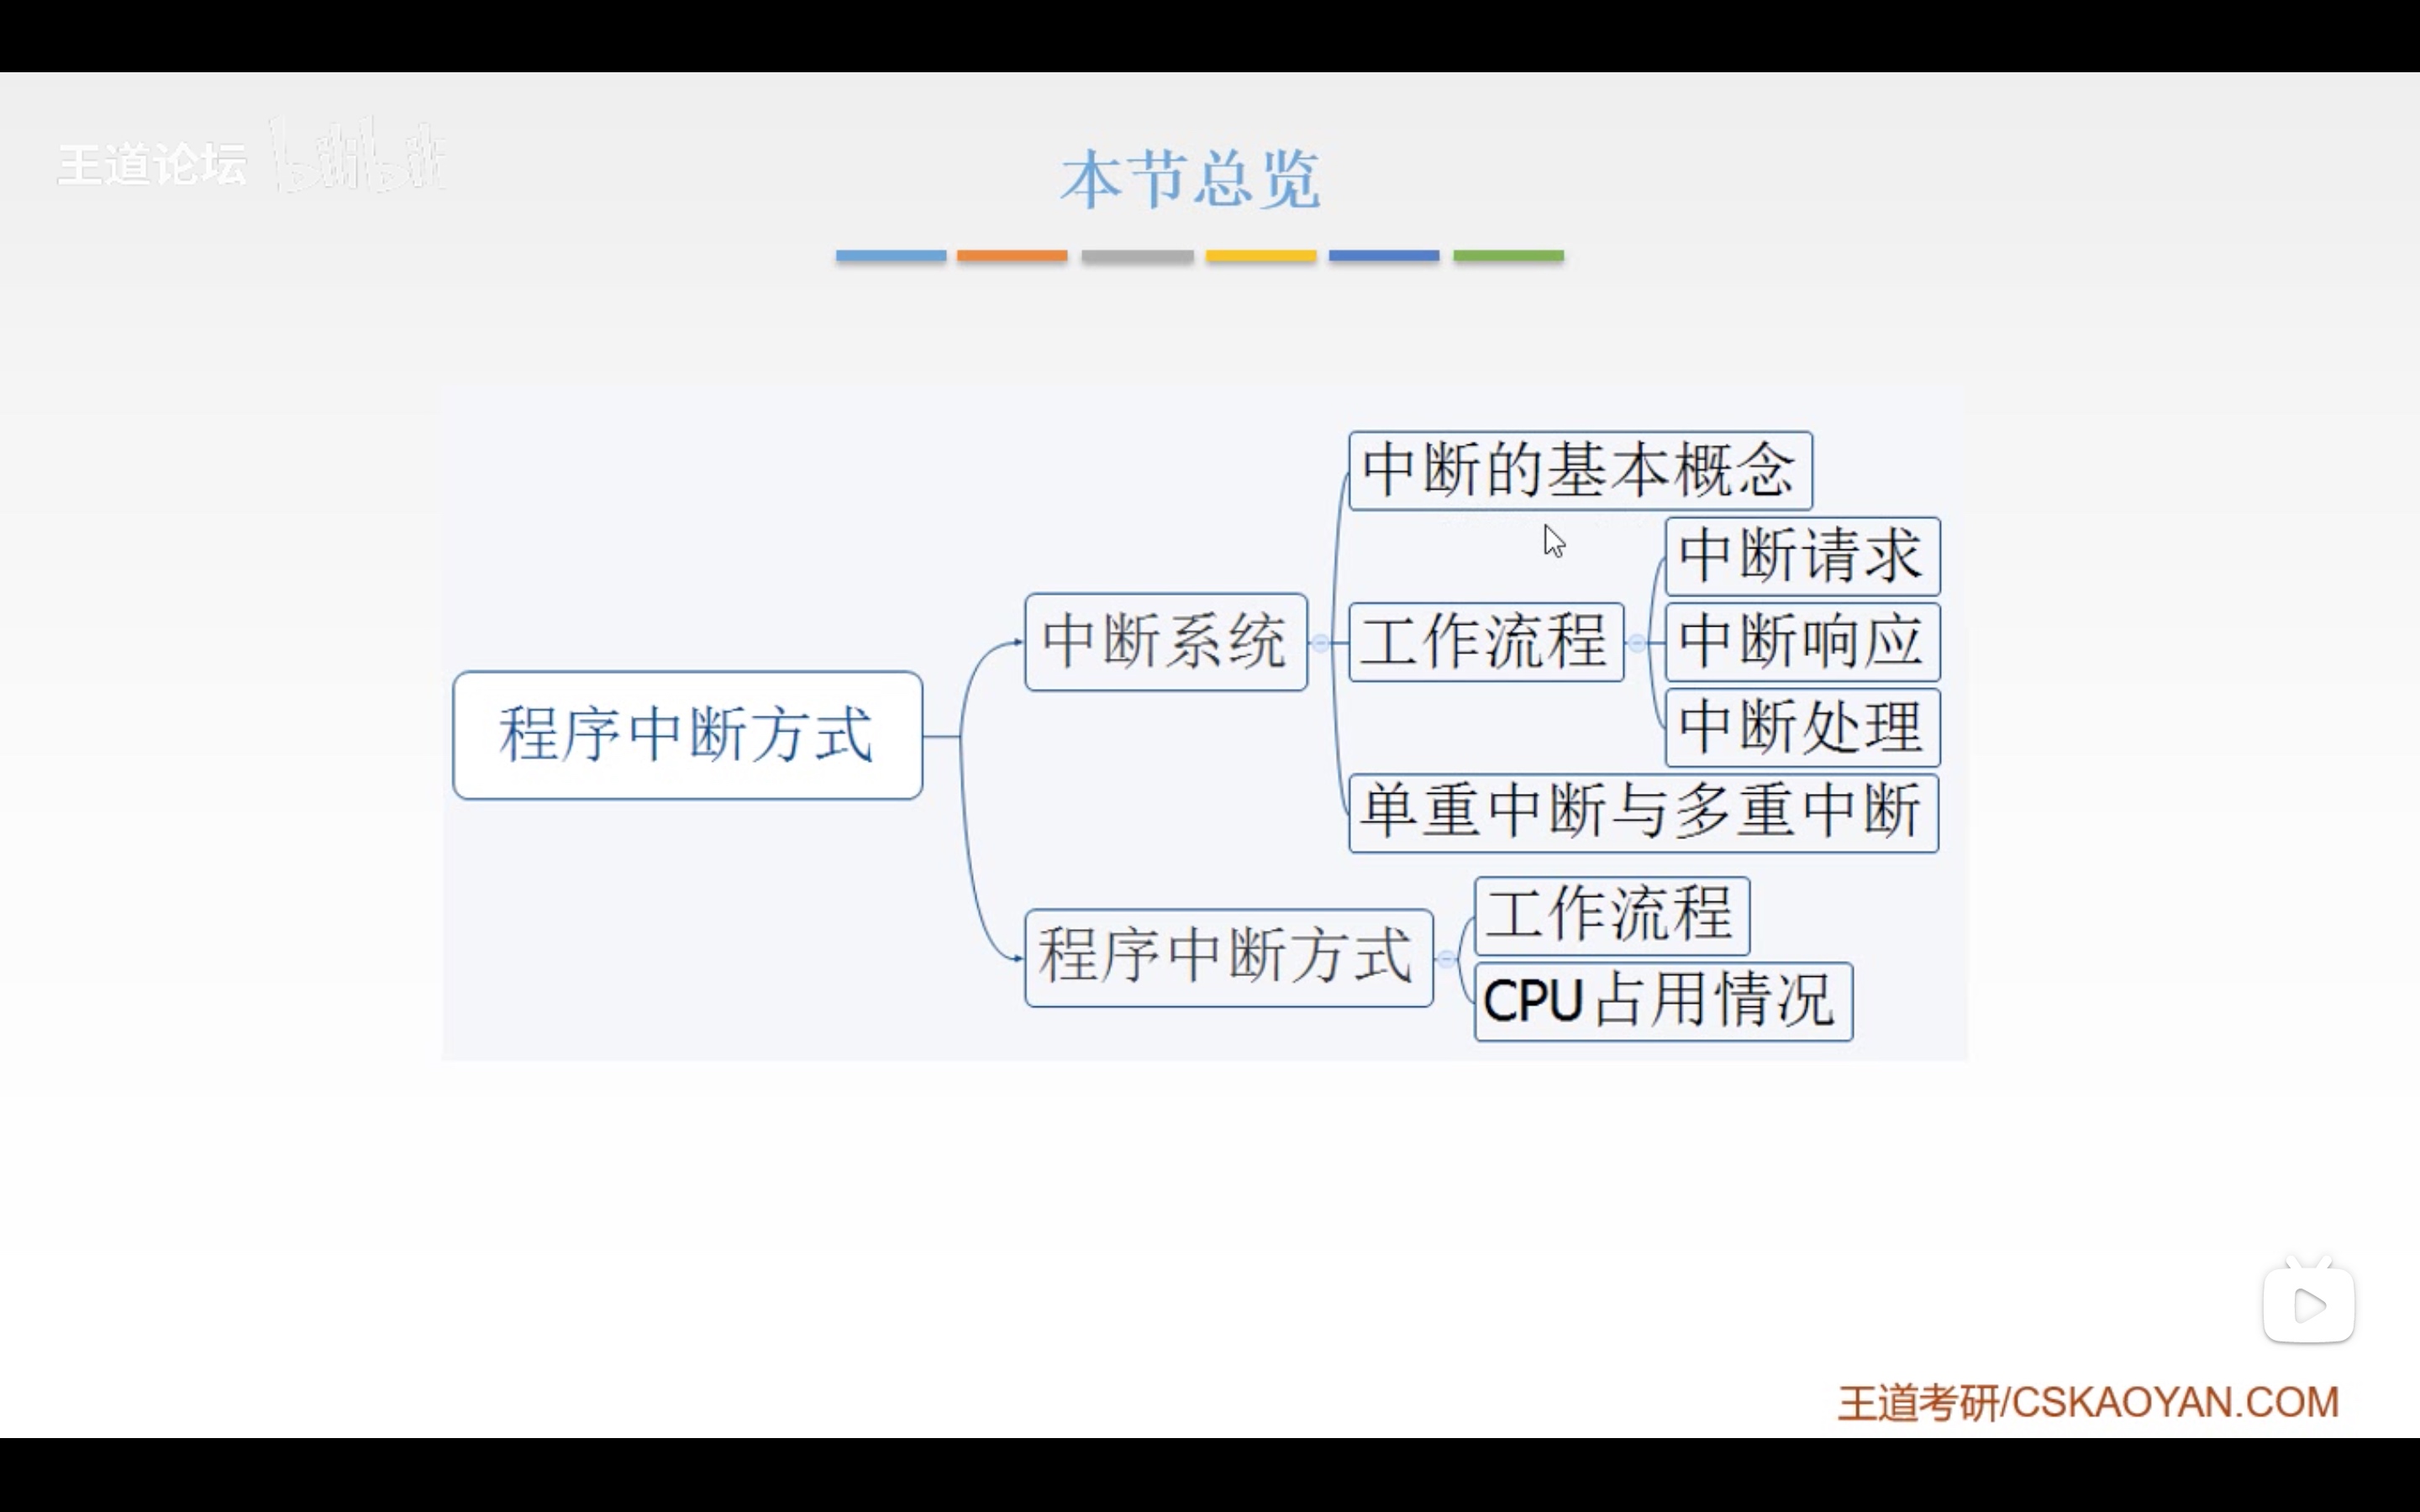 王道论坛 bilibili
本节总览
中断的基本概念
中断请求
中断系统
工作流程
中断响应
程序中断方式
中断处理
单重中断与多重中断
工作流程
程序中断方式
CPU占用情况
王道考研/CSKAOYAN.COM